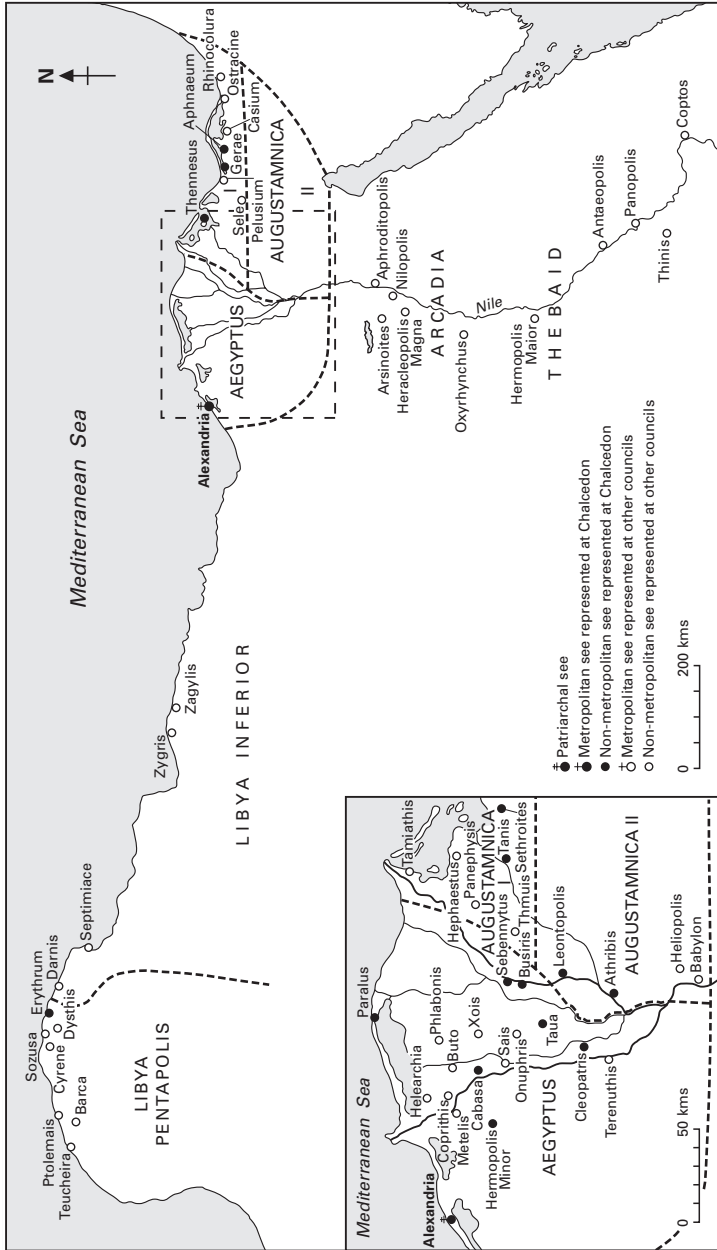 N
Mediterranean Sea
Sozusa
Erythrum
Darnis
Ptolemais
Teucheira
Cyrene
Dysthis
Barca
Septimiace
LIBYA
PENTAPOLIS
Zygris
Zagylis
LIBYA INFERIOR
Alexandria
AEGYPTUS
Thennesus
Aphnaeum
Rhinocolura
Ostracine
Casium
Gerae
Sele
Pelusium
I
AUGUSTAMNICA
II
Aphroditopolis
Nilopolis
Arsinoites
Heracleopolis
Magna
ARCADIA
Oxyrhynchus
Nile
Hermopolis
Maior
THEBAID
Antaeopolis
Panopolis
Thinis
Coptos
Patriarchal see
Metropolitan see represented at Chalcedon
Non-metropolitan see represented at Chalcedon
Metropolitan see represented at other councils
Non-metropolitan see represented at other councils
0 200 kms
Mediterranean Sea
Paralus
Tamiathis
Helearchia
Phlabonis
Hephaestus
Panephysis
Coprithis
Buto
Metelis
Cabasa
Xois
AUGUSTAMNICA
I
Sebennytus
Thmuis
Tanis
Sethroites
Alexandria
Hermopolis
Minor
Sais
Onuphris
Busiris
Taua
Leontopolis
AEGYPTUS
Cleopatris
Athribis
Terenuthis
AUGUSTAMNICA II
Heliopolis
Babylon
0 50 kms